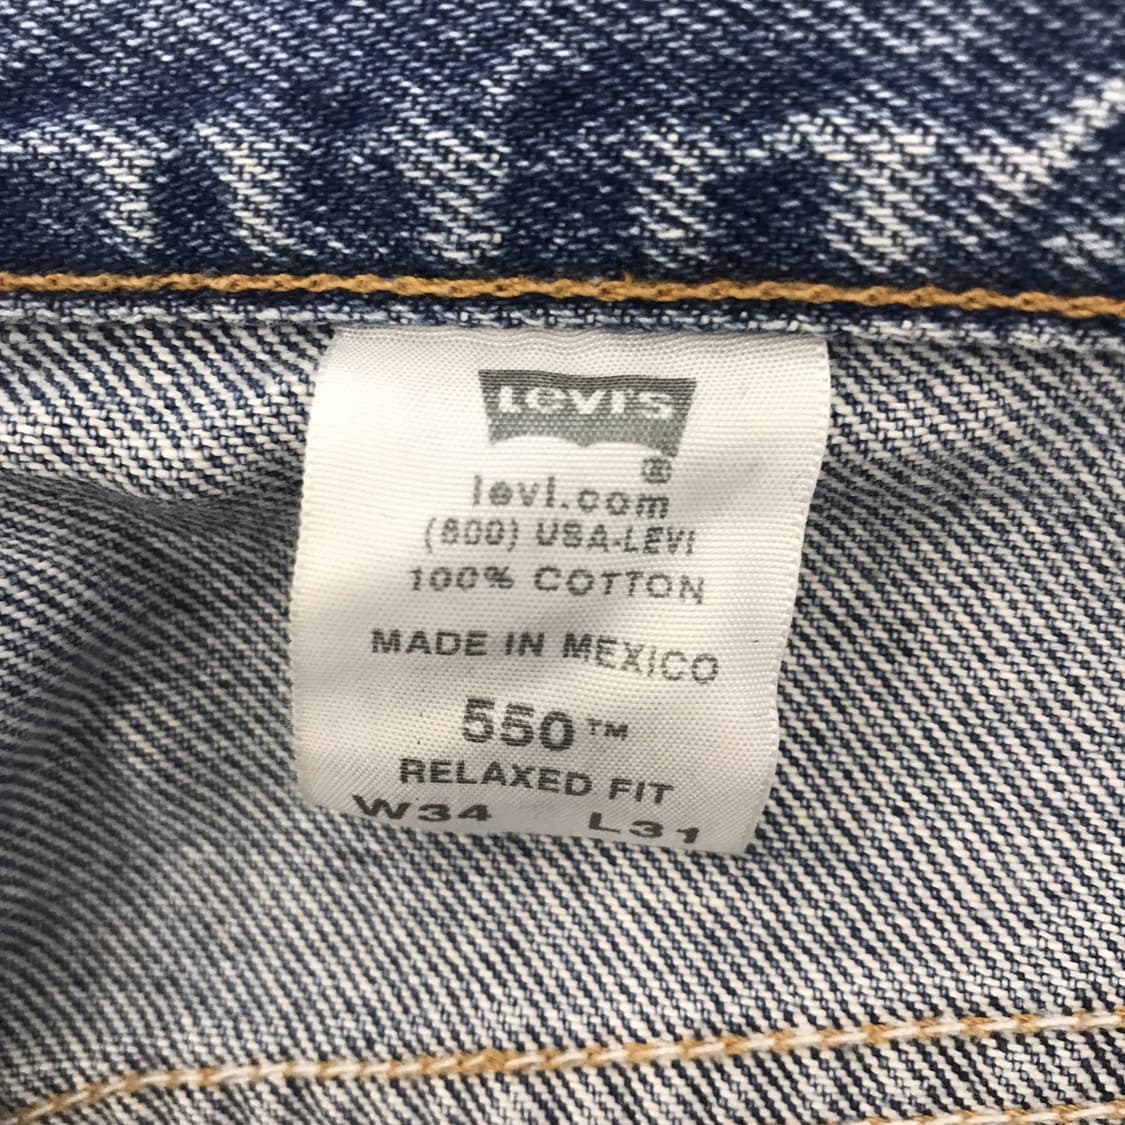 LEVI'S
®
levi.com
(800) USA-LEVI
100% COTTON
MADE IN MEXICO
550™
RELAXED FIT
W34 L31